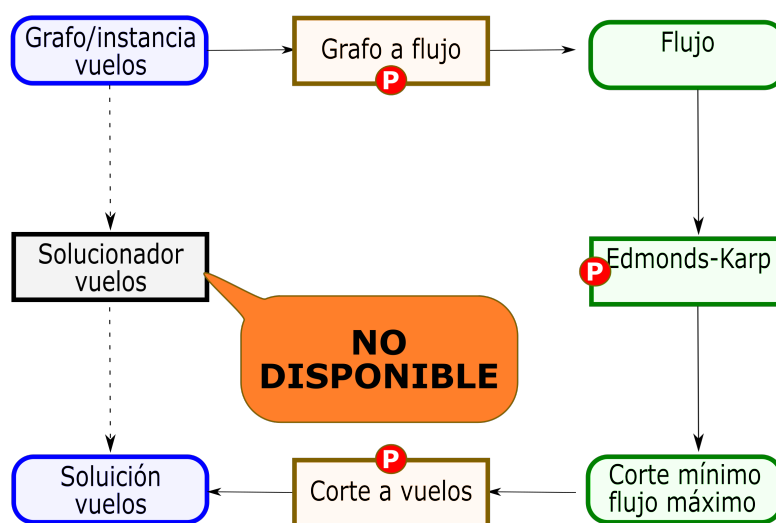 Grafo/instancia
vuelos
Grafo a flujo
P
Flujo
Solucionador
vuelos
P
Edmonds-Karp
NO
DISPONIBLE
Soluición
vuelos
P
Corte a vuelos
Corte mínimo
flujo máximo